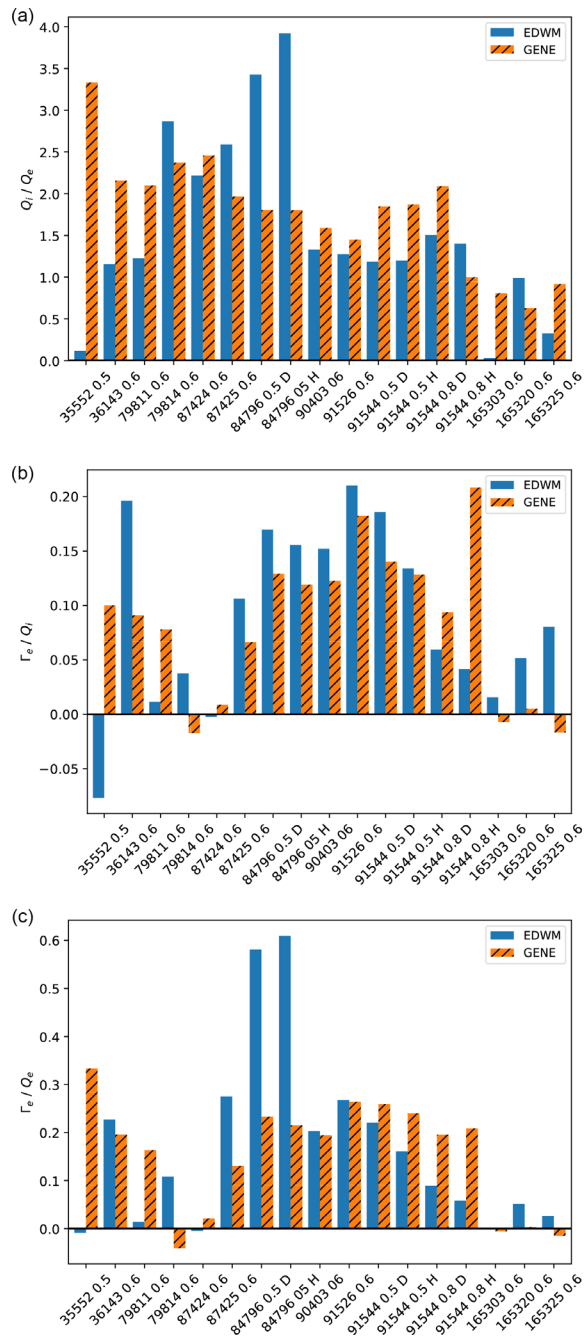 (a)
Q_i / Q_e
4.0
3.5
3.0
2.5
2.0
1.5
1.0
0.5
0.0
EDWM
GENE
35552 0.5
36143 0.6
79811 0.6
79814 0.6
87424 0.6
87425 0.6
84796 0.5 D
84796 05 H
90403 06
91526 0.6
91544 0.5 D
91544 0.5 H
91544 0.8 D
91544 0.8 H
165303 0.6
165320 0.6
165325 0.6
(b)
Γ_e / Q_i
0.20
0.15
0.10
0.05
0.00
−0.05
EDWM
GENE
35552 0.5
36143 0.6
79811 0.6
79814 0.6
87424 0.6
87425 0.6
84796 0.5 D
84796 05 H
90403 06
91526 0.6
91544 0.5 D
91544 0.5 H
91544 0.8 D
91544 0.8 H
165303 0.6
165320 0.6
165325 0.6
(c)
Γ_e / Q_e
0.6
0.5
0.4
0.3
0.2
0.1
0.0
EDWM
GENE
35552 0.5
36143 0.6
79811 0.6
79814 0.6
87424 0.6
87425 0.6
84796 0.5 D
84796 05 H
90403 06
91526 0.6
91544 0.5 D
91544 0.5 H
91544 0.8 D
91544 0.8 H
165303 0.6
165320 0.6
165325 0.6